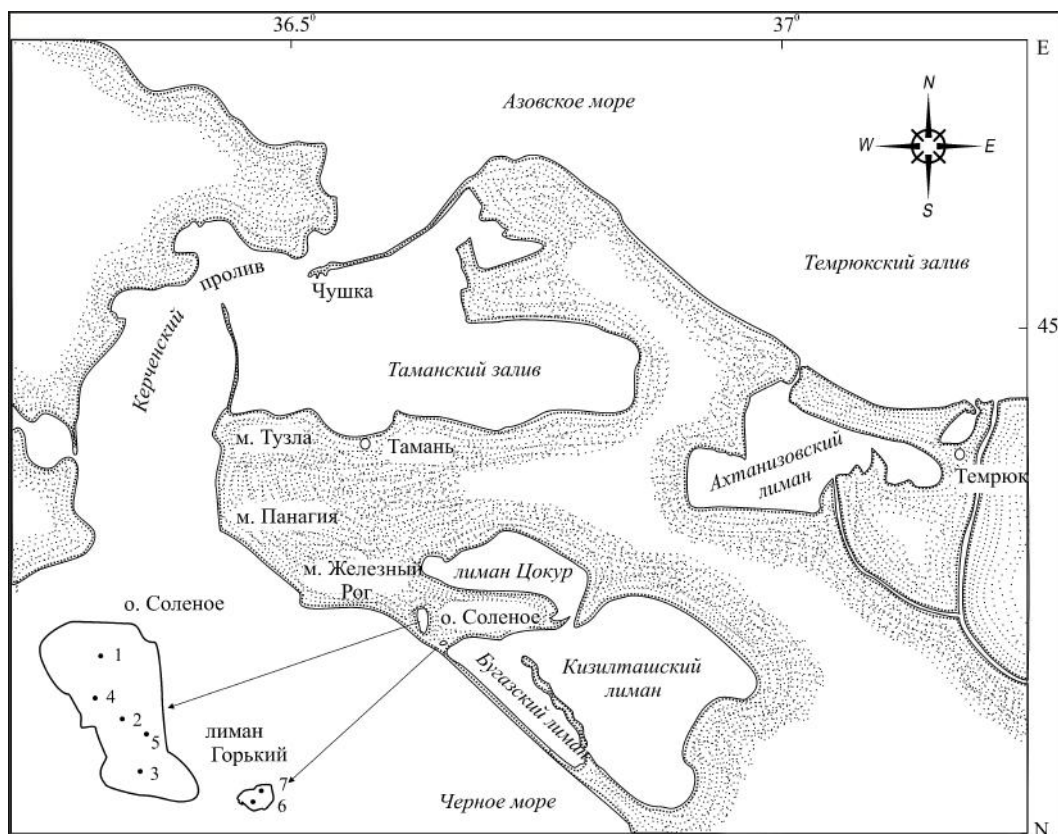 36.5⁰
37⁰
E
Азовское море
N
W
E
S
Темрюкский залив
Керченский
пролив
Чушка
45
Таманский залив
м. Тузла
Тамань
Ахтанизовский
лиман
Темрюк
м. Панагия
м. Железный
Рог
лиман Цокур
о. Соленое
о. Соленое
Бугазский лиман
Кизилташский
лиман
1
4
2
5
3
лиман
Горький
7
6
Черное море
N